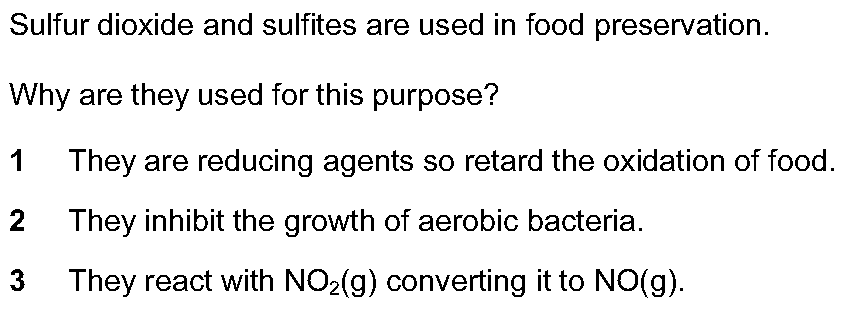 Sulfur dioxide and sulfites are used in food preservation.
Why are they used for this purpose?
1 They are reducing agents so retard the oxidation of food.
2 They inhibit the growth of aerobic bacteria.
3 They react with NO₂(g) converting it to NO(g).